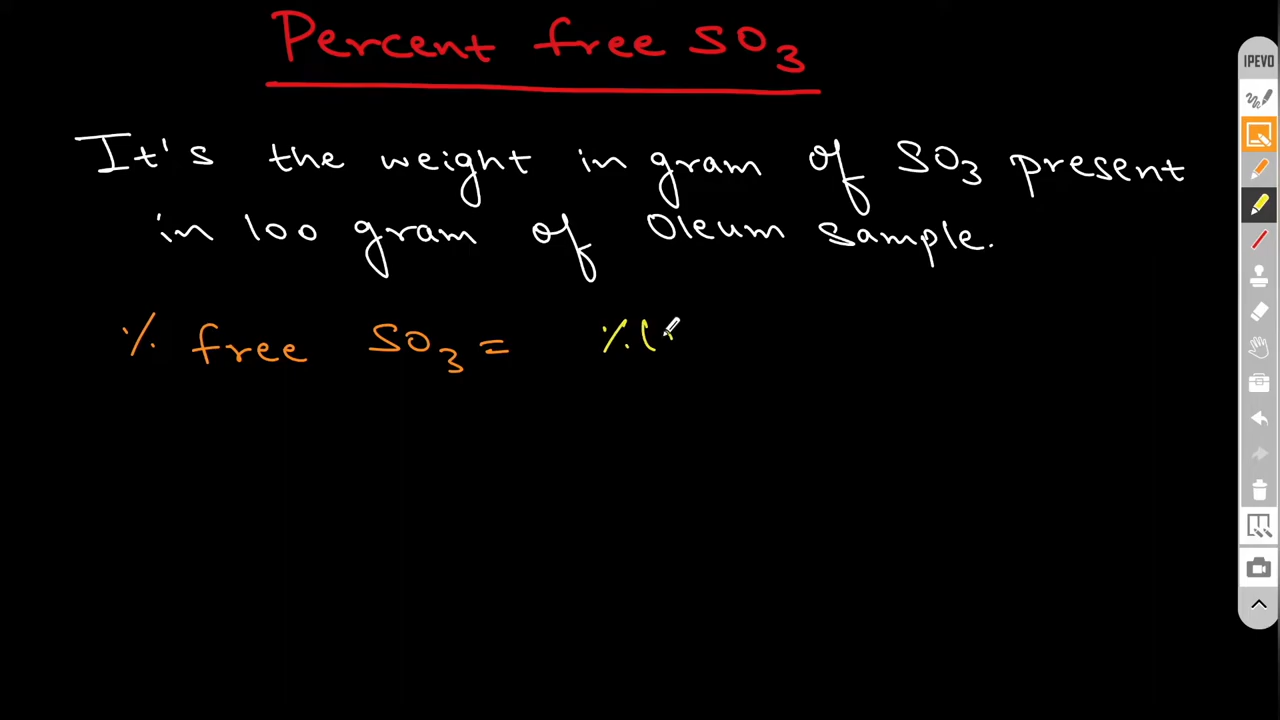 Percent free SO3
It's the weight in gram of SO3 present
in 100 gram of Oleum sample.
% free SO3 = %(
IPEVO